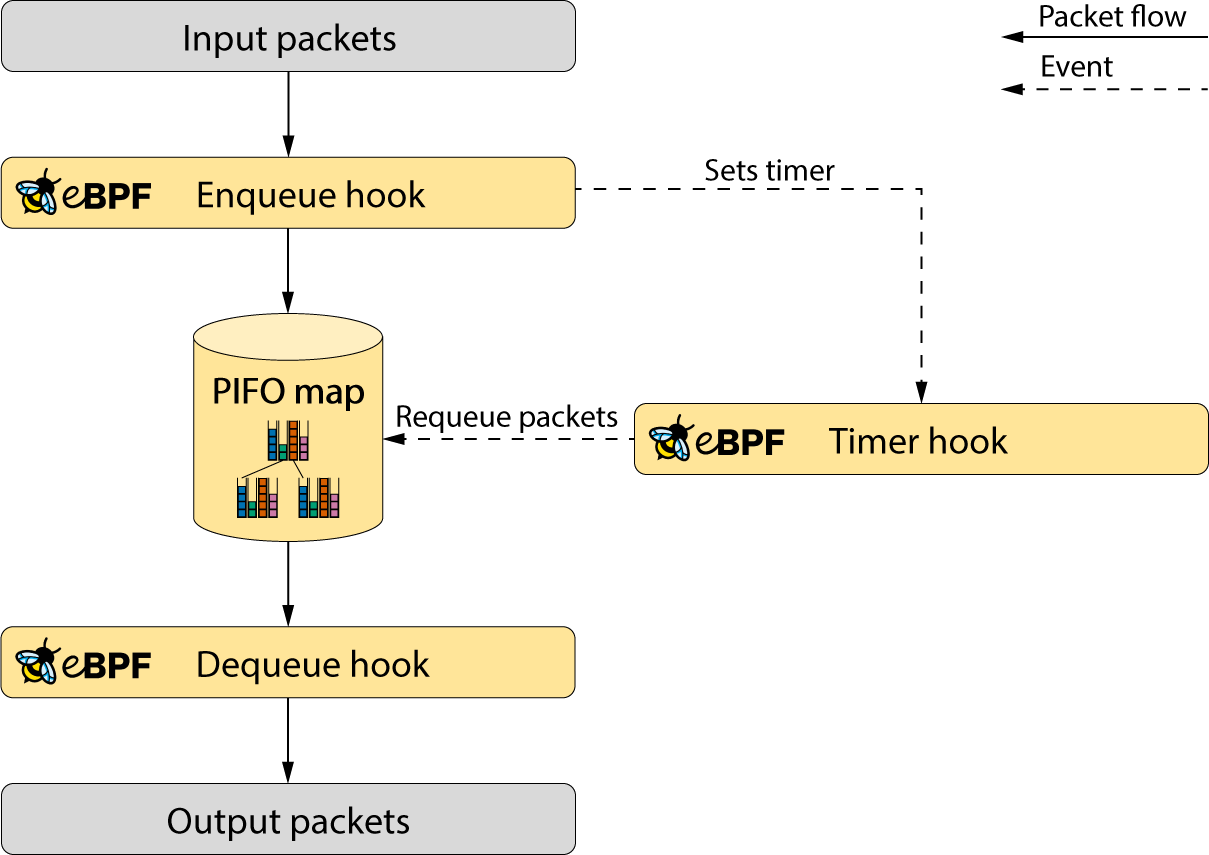 Input packets
Packet flow
Event
eBPF Enqueue hook
Sets timer
PIFO map
Requeue packets
eBPF Timer hook
eBPF Dequeue hook
Output packets